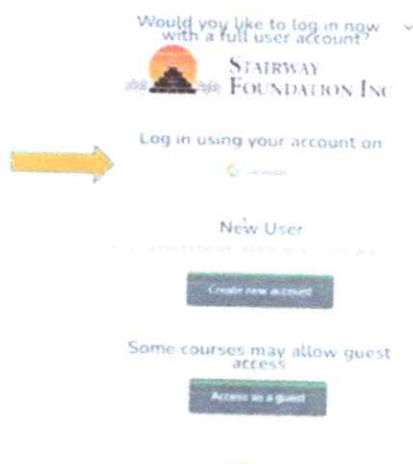 Would you like to log in now
with a full user account?
STAIRWAY
FOUNDATION INC
Log in using your account on
New User
Create new account
Some courses may allow guest
access
Access as a guest